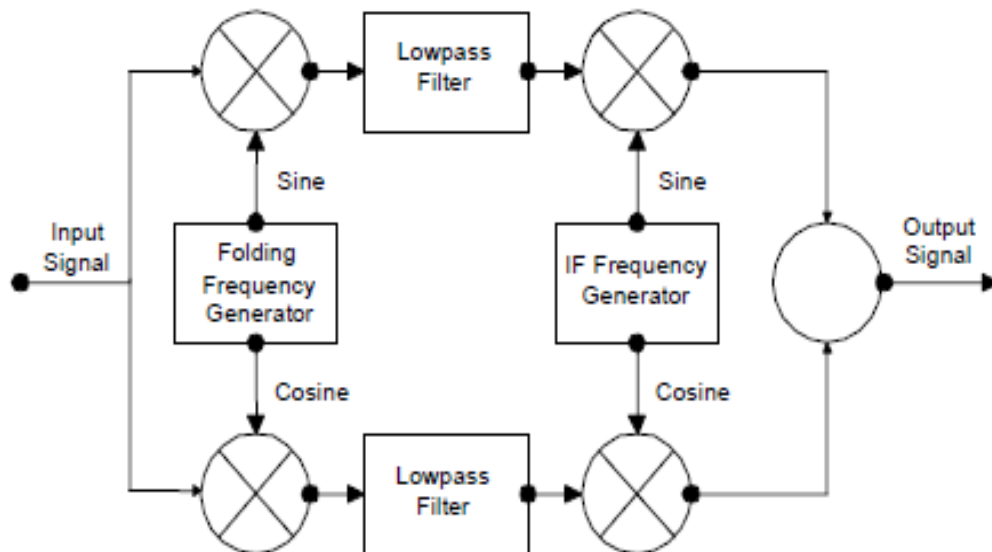 Lowpass
Filter
Sine
Sine
Input
Signal
Folding
Frequency
Generator
IF Frequency
Generator
Output
Signal
Cosine
Cosine
Lowpass
Filter